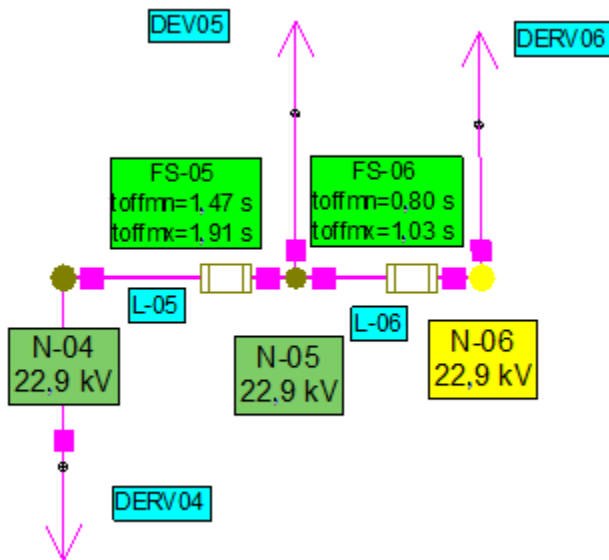 DEV05
DERV06
FS-05
toffmn=1,47 s
toffmx=1,91 s
FS-06
toffmn=0.80 s
toffmx=1,03 s
L-05
L-06
N-04
22,9 kV
N-05
22,9 kV
N-06
22,9 kV
DERV04